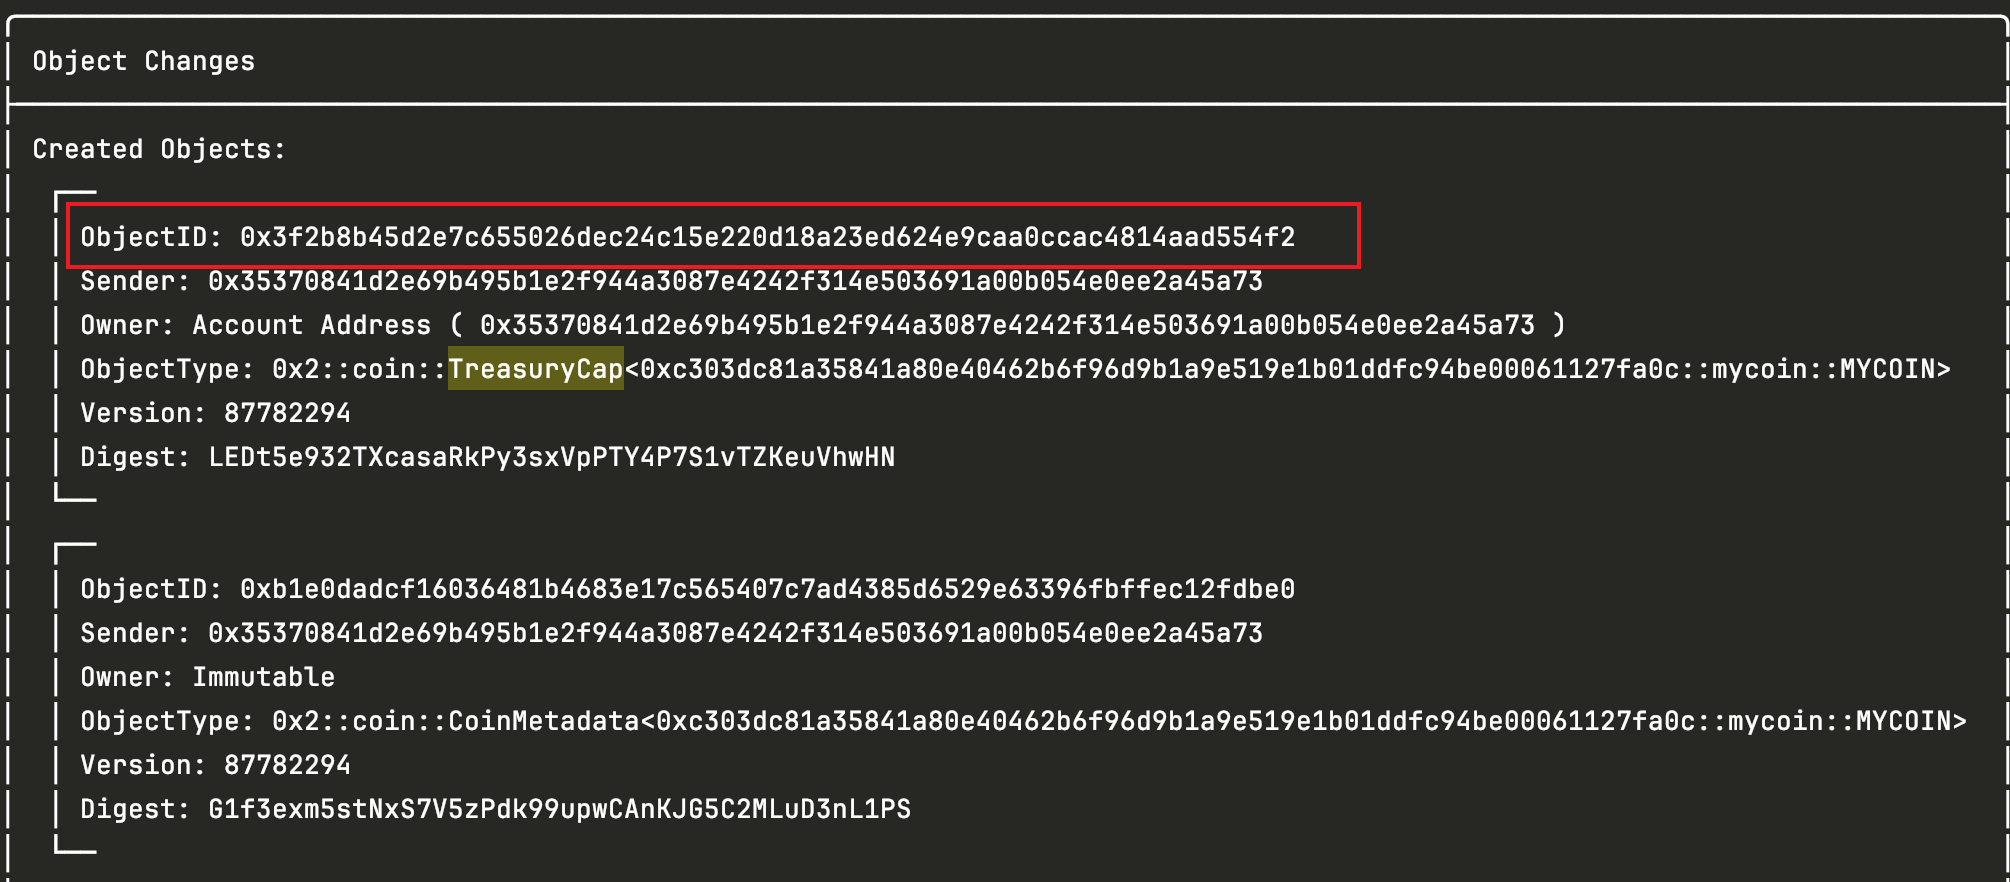 Object Changes
Created Objects:
ObjectID: 0x3f2b8b45d2e7c655026dec24c15e220d18a23ed624e9caa0ccac4814aad554f2
Sender: 0x35370841d2e69b495b1e2f944a3087e4242f314e503691a00b054e0ee2a45a73
Owner: Account Address ( 0x35370841d2e69b495b1e2f944a3087e4242f314e503691a00b054e0ee2a45a73 )
ObjectType: 0x2::coin::TreasuryCap<0xc303dc81a35841a80e40462b6f96d9b1a9e519e1b01ddfc94be00061127fa0c::mycoin::MYCOIN>
Version: 87782294
Digest: LEDt5e932TXcasaRkPy3sxVpPTY4P7S1vTZKeuVhwHN
ObjectID: 0xb1e0dadcf16036481b4683e17c565407c7ad4385d6529e63396fbffec12fdbe0
Sender: 0x35370841d2e69b495b1e2f944a3087e4242f314e503691a00b054e0ee2a45a73
Owner: Immutable
ObjectType: 0x2::coin::CoinMetadata<0xc303dc81a35841a80e40462b6f96d9b1a9e519e1b01ddfc94be00061127fa0c::mycoin::MYCOIN>
Version: 87782294
Digest: G1f3exm5stNxS7V5zPdk99upwCAnKJG5C2MLuD3nL1PS